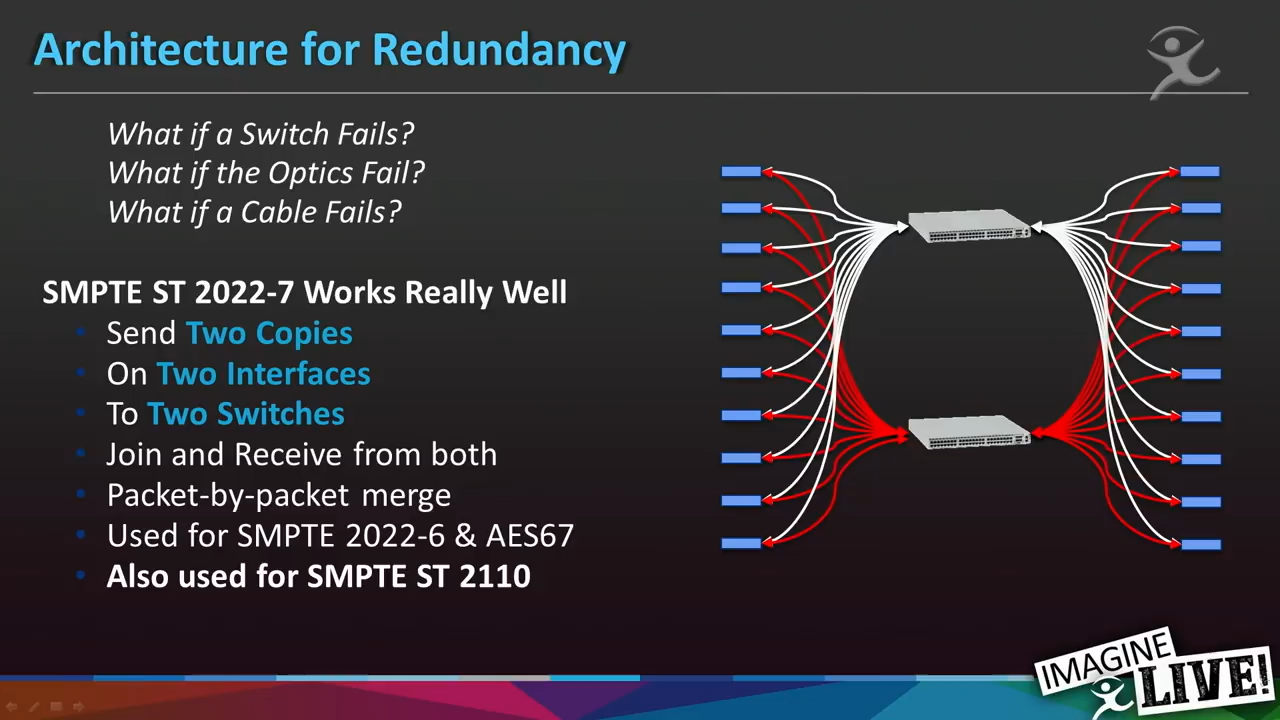 Architecture for Redundancy
What if a Switch Fails?
What if the Optics Fail?
What if a Cable Fails?
SMPTE ST 2022-7 Works Really Well
• Send Two Copies
• On Two Interfaces
• To Two Switches
• Join and Receive from both
• Packet-by-packet merge
• Used for SMPTE 2022-6 & AES67
• Also used for SMPTE ST 2110
IMAGINE
LIVE!